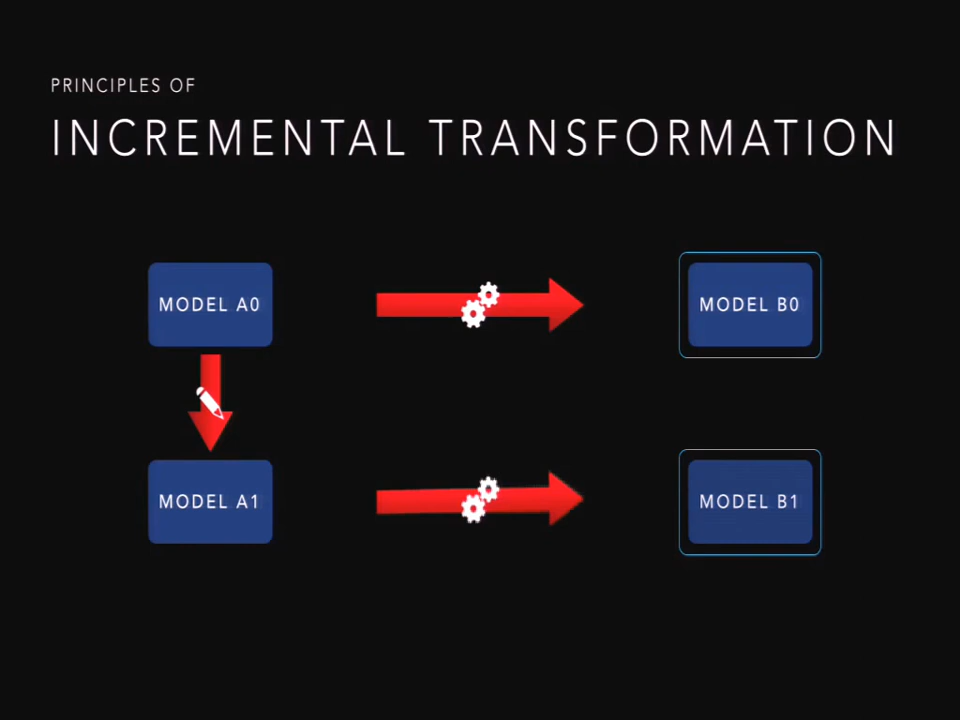 PRINCIPLES OF
INCREMENTAL TRANSFORMATION
MODEL A0
MODEL B0
MODEL A1
MODEL B1